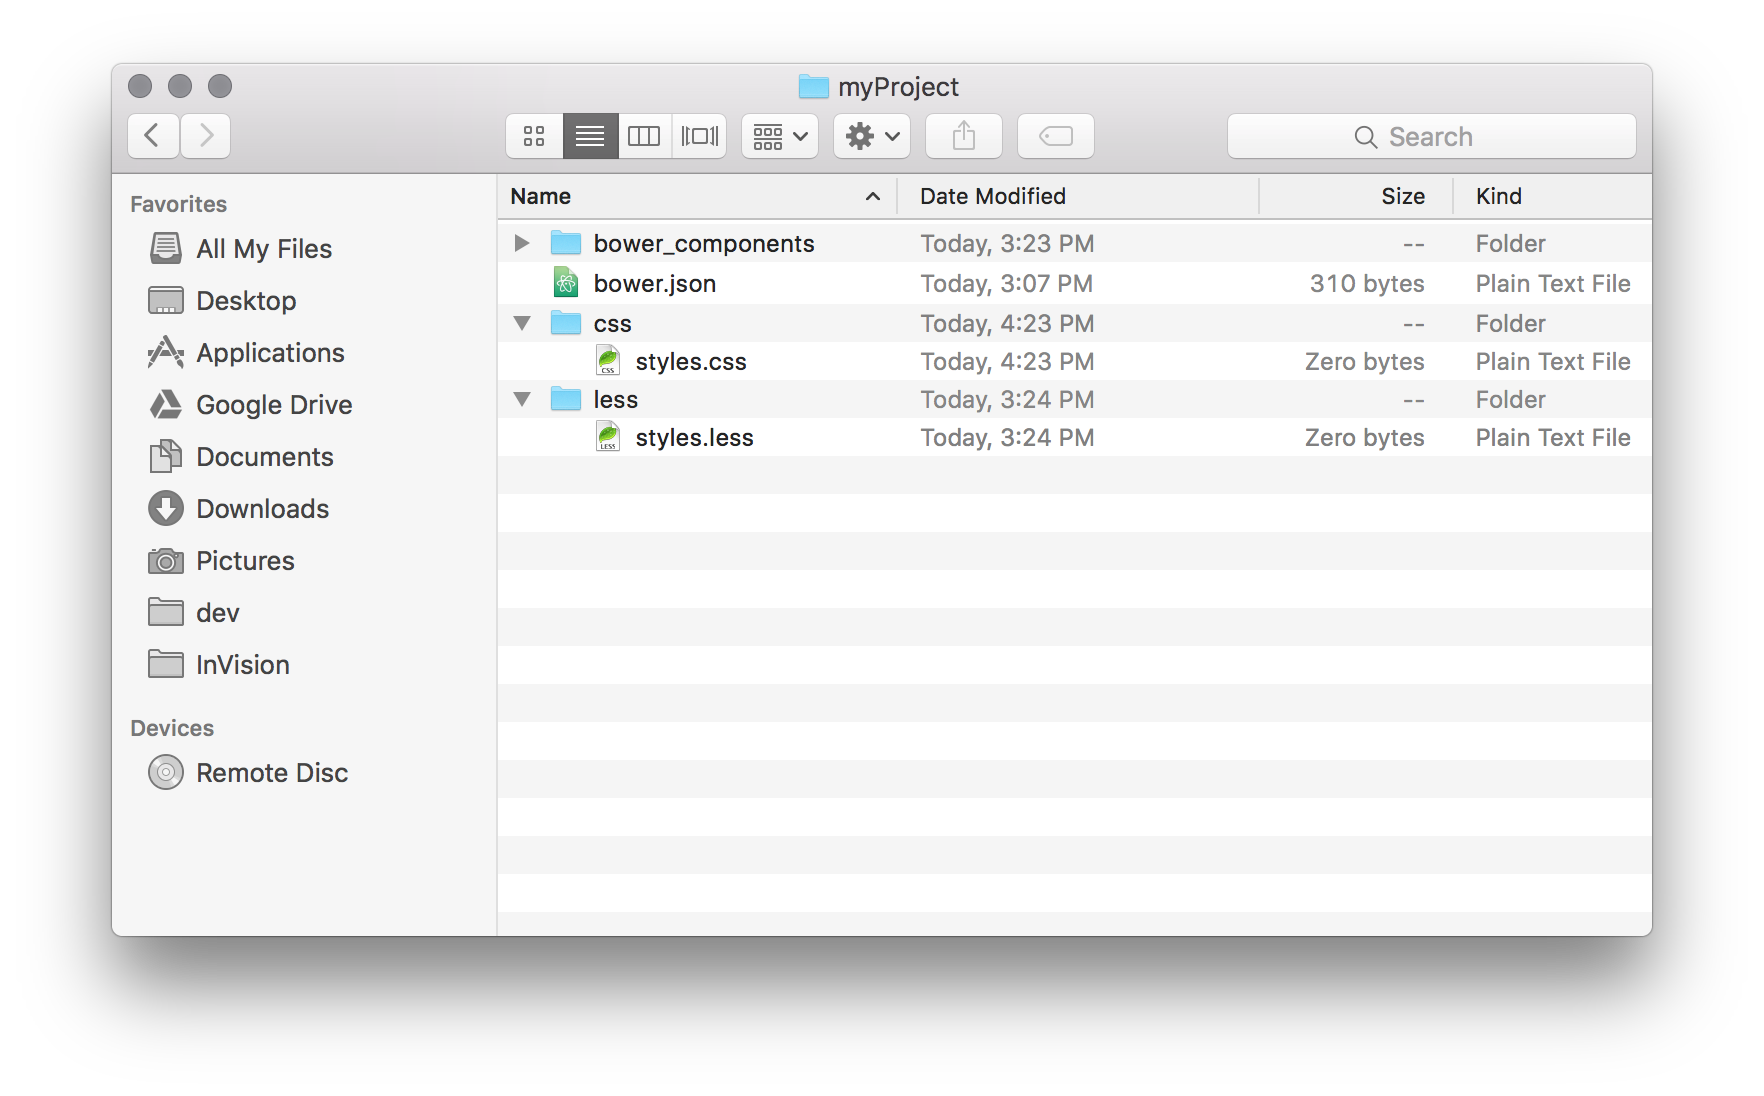 myProject
Search
Favorites
All My Files
Desktop
Applications
Google Drive
Documents
Downloads
Pictures
dev
InVision
Devices
Remote Disc
Name Date Modified Size Kind
bower_components Today, 3:23 PM -- Folder
bower.json Today, 3:07 PM 310 bytes Plain Text File
css Today, 4:23 PM -- Folder
CSS styles.css Today, 4:23 PM Zero bytes Plain Text File
less Today, 3:24 PM -- Folder
LESS styles.less Today, 3:24 PM Zero bytes Plain Text File